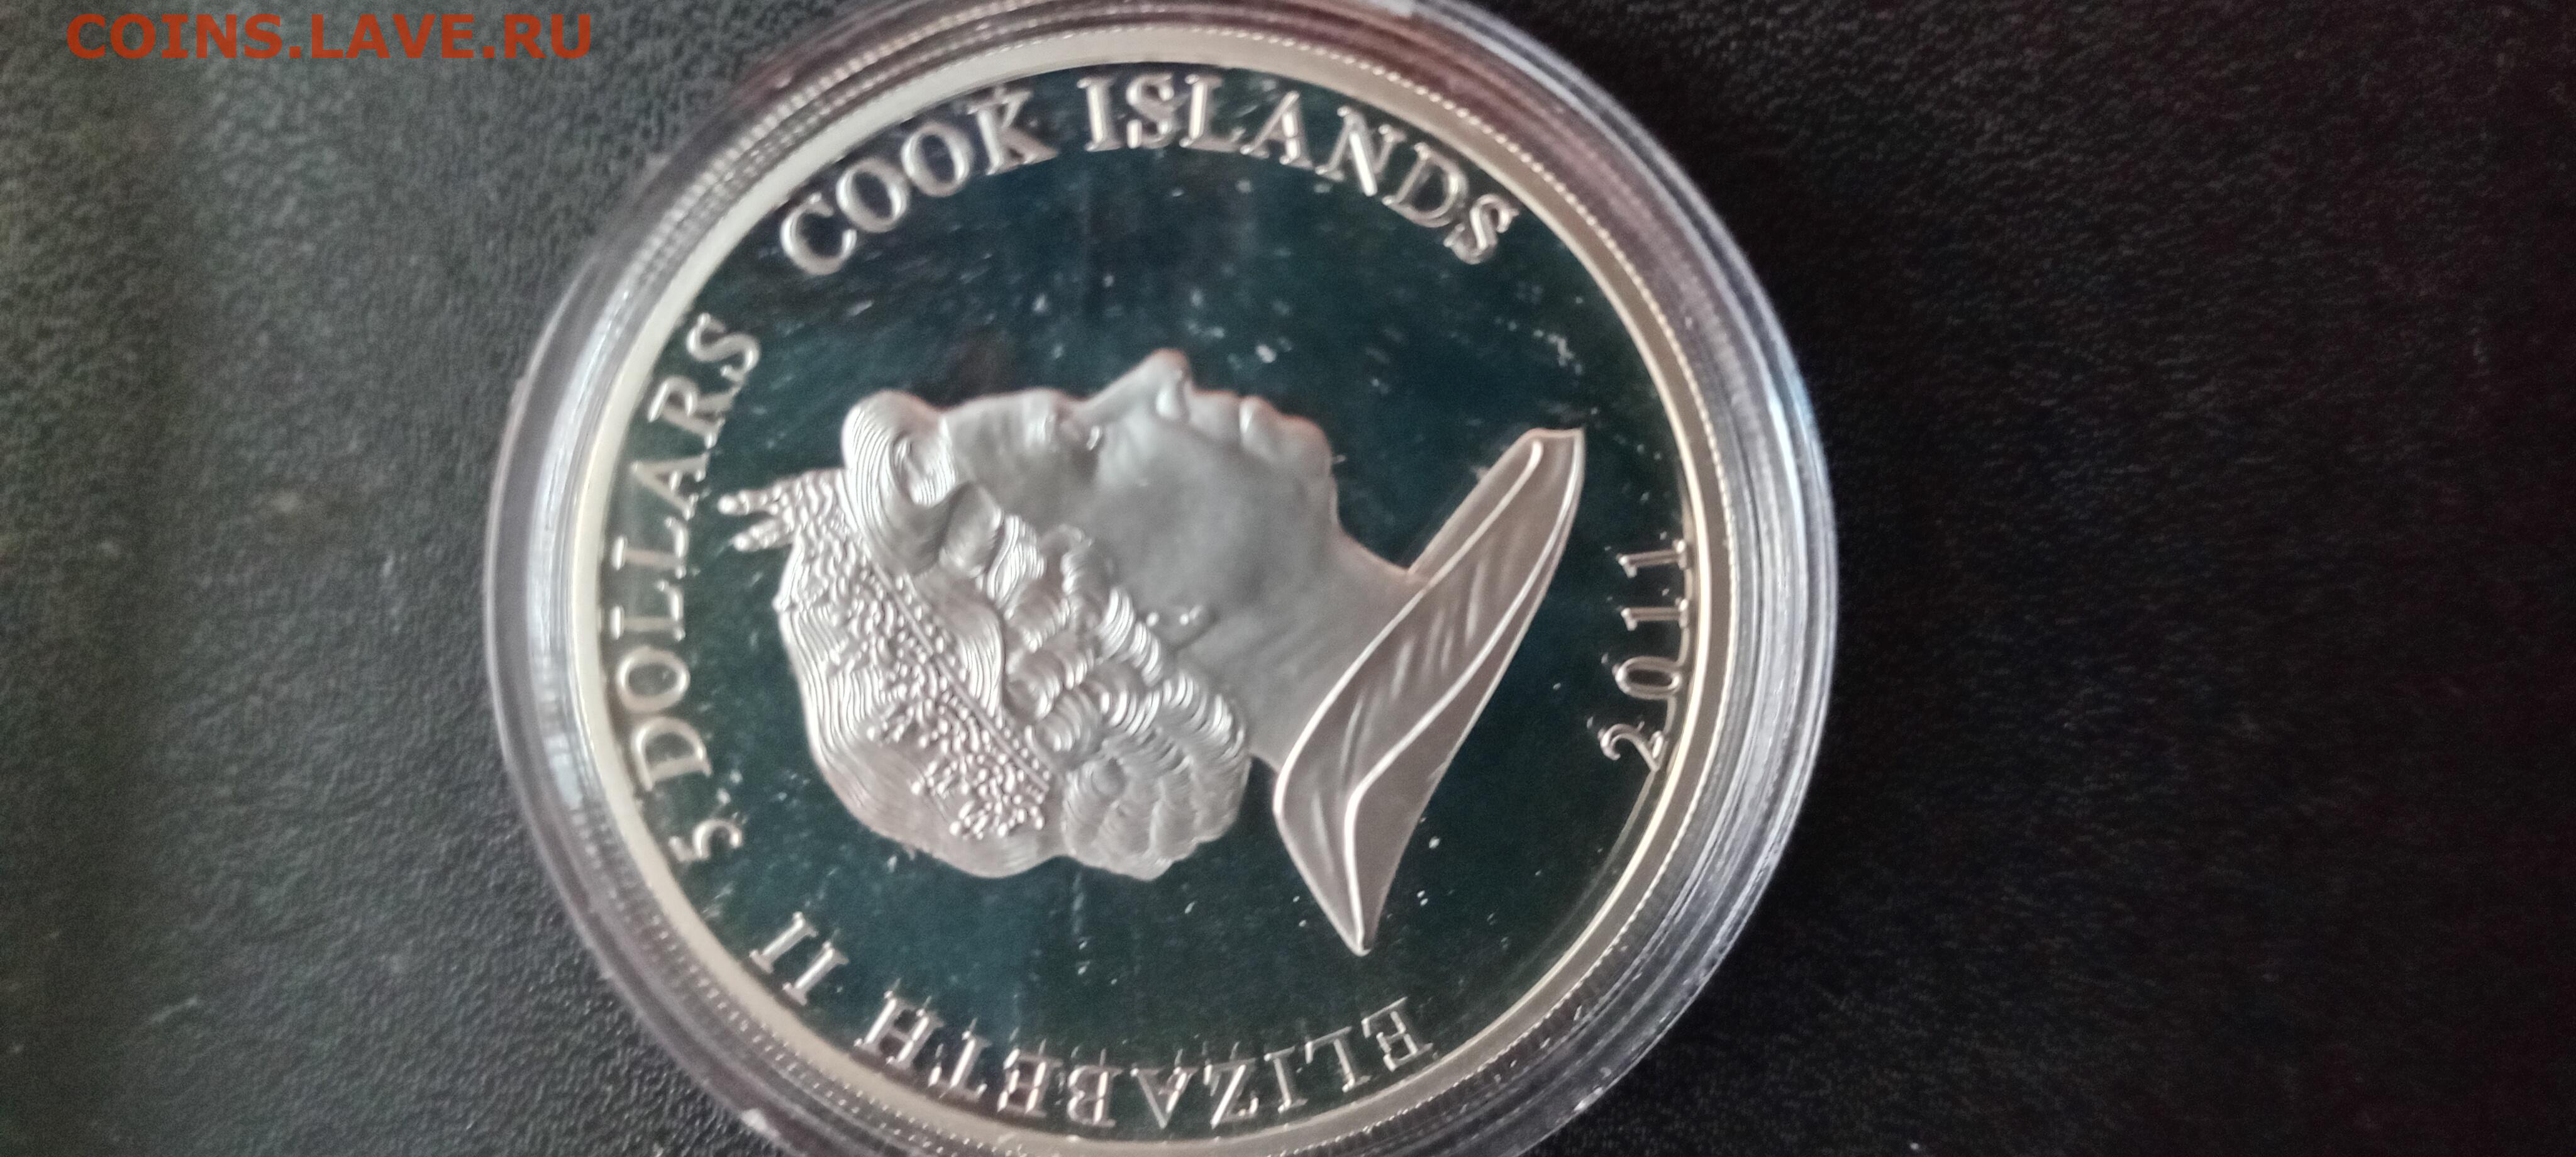 COINS.LAVE.RU
ELIZABETH II
5 DOLLARS
COOK ISLANDS
2011